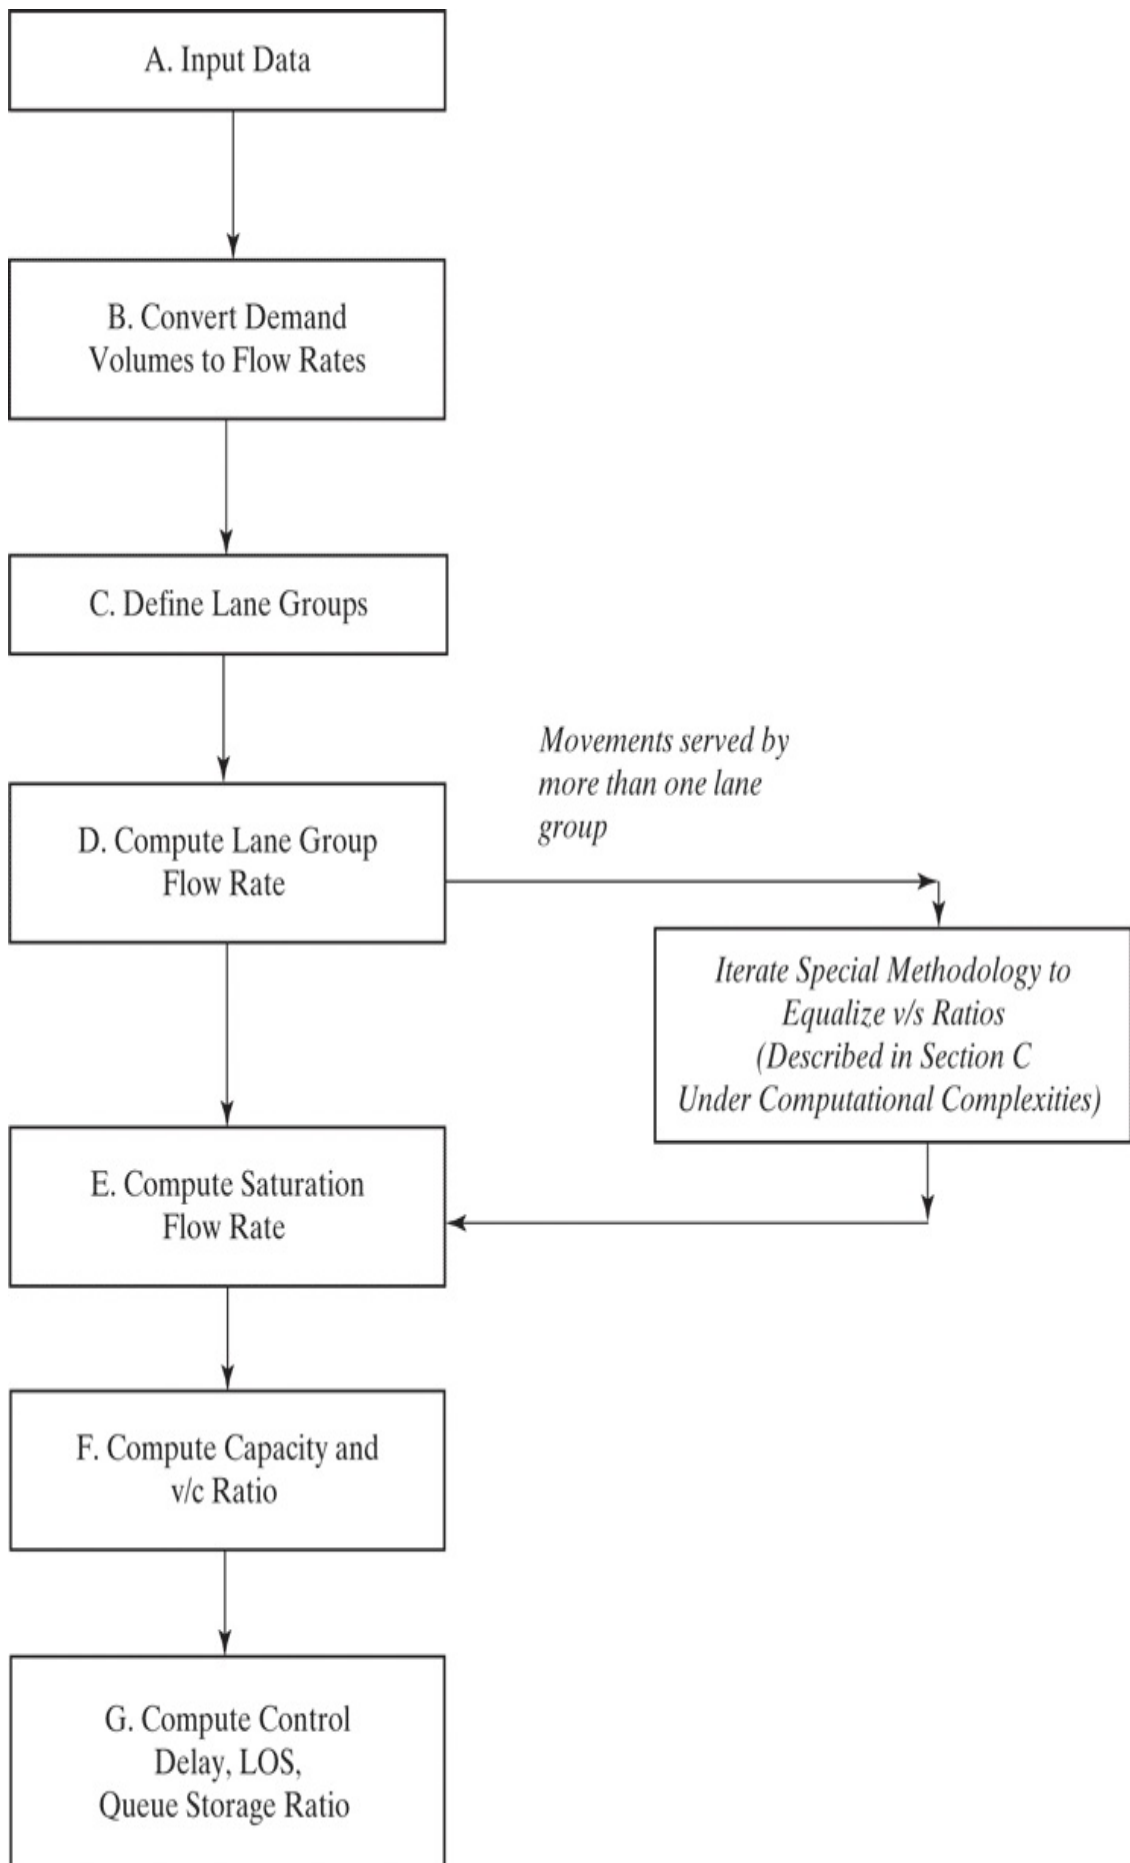 A. Input Data
B. Convert Demand
Volumes to Flow Rates
C. Define Lane Groups
Movements served by
more than one lane
group
D. Compute Lane Group
Flow Rate
Iterate Special Methodology to
Equalize v/s Ratios
(Described in Section C
Under Computational Complexities)
E. Compute Saturation
Flow Rate
F. Compute Capacity and
v/c Ratio
G. Compute Control
Delay, LOS,
Queue Storage Ratio